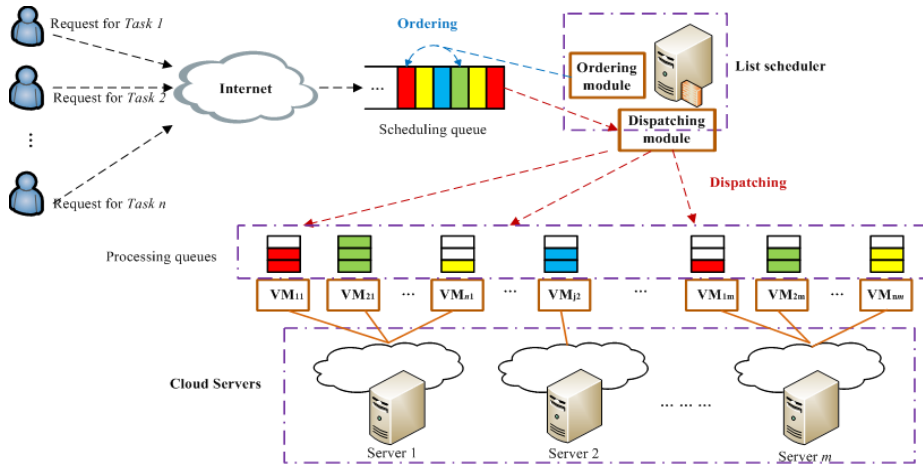 Request for Task 1
Ordering
Internet
Request for Task 2
...
Scheduling queue
Ordering
module
List scheduler
Dispatching
module
...
Request for Task n
Dispatching
Processing queues
VM11
VM21
...
VMn1
...
VMj2
...
VM1m
VM2m
...
VMnm
Cloud Servers
Server 1
Server 2
... ... ...
Server m